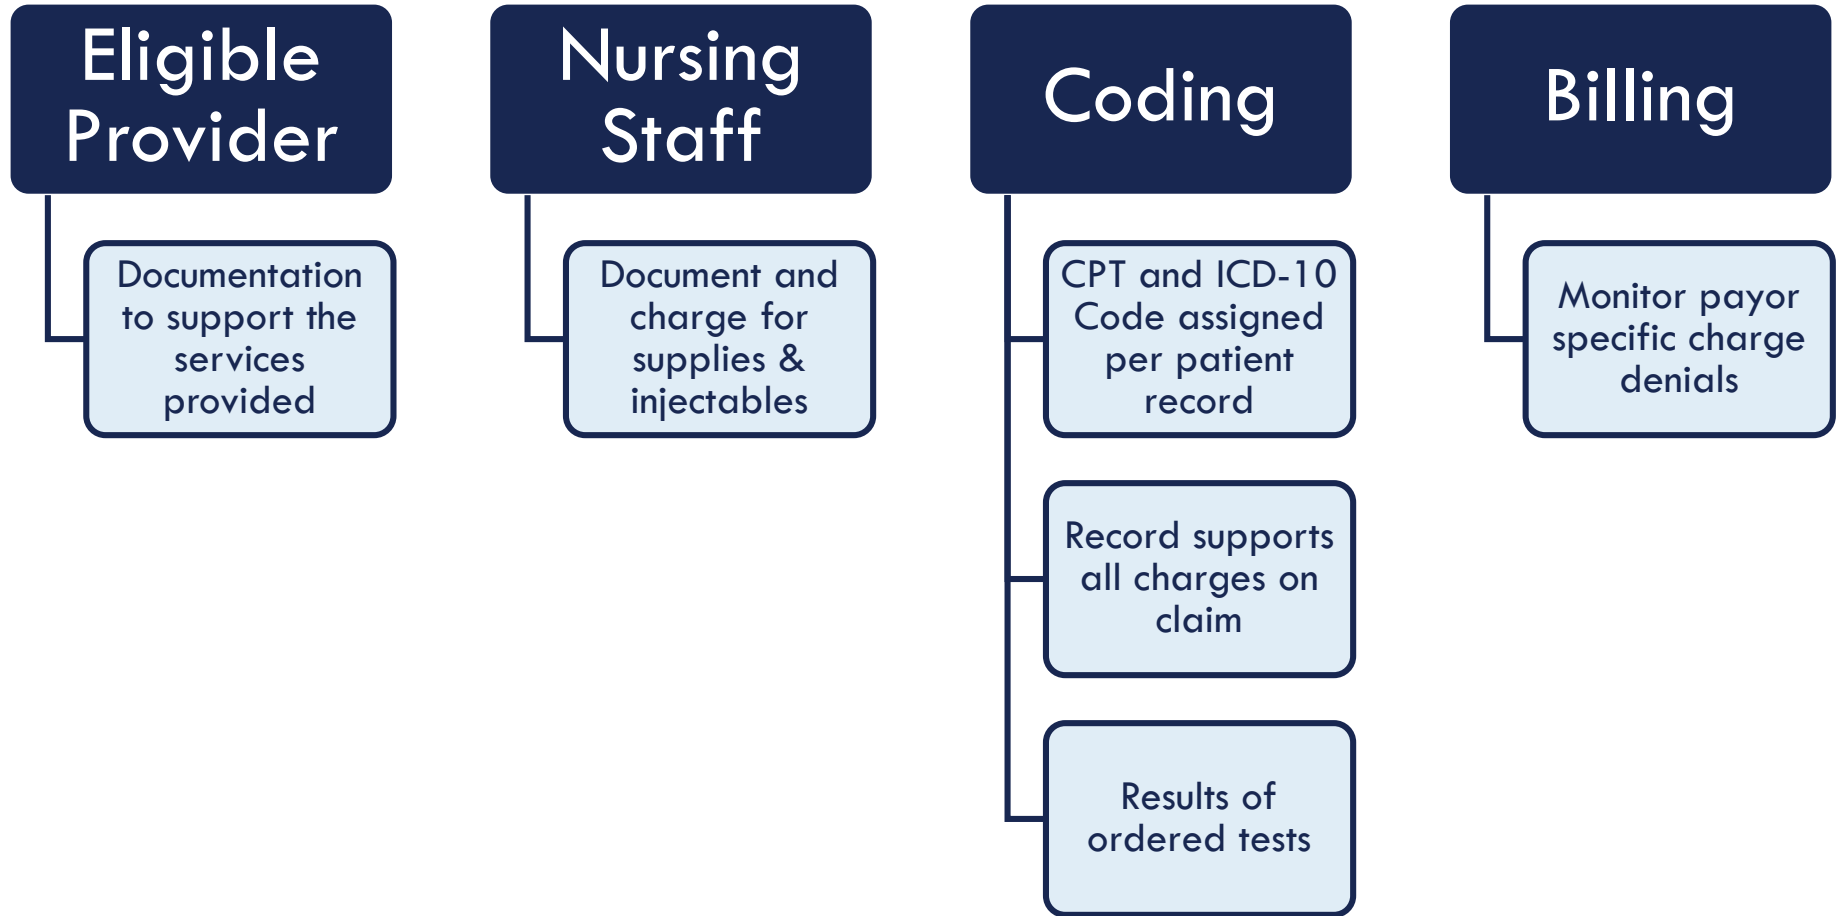 Eligible
Provider
Documentation
to support the
services
provided
Nursing
Staff
Document and
charge for
supplies &
injectables
Coding
CPT and ICD-10
Code assigned
per patient
record
Record supports
all charges on
claim
Results of
ordered tests
Billing
Monitor payor
specific charge
denials